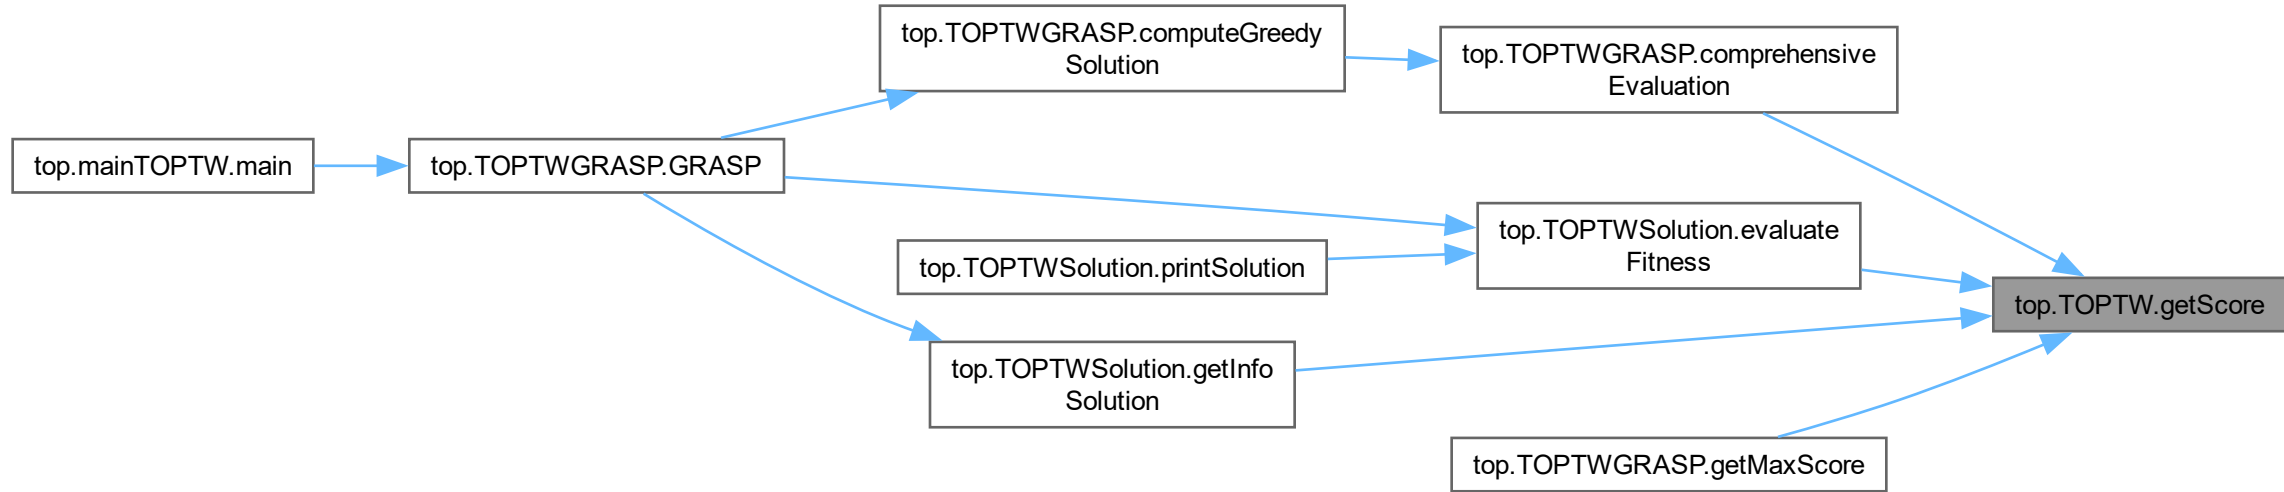 top.TOPTWGRASP.computeGreedy
Solution
top.TOPTWGRASP.comprehensive
Evaluation
top.mainTOPTW.main
top.TOPTWGRASP.GRASP
top.TOPTWSolution.evaluate
Fitness
top.TOPTWSolution.printSolution
top.TOPTW.getScore
top.TOPTWSolution.getInfo
Solution
top.TOPTWGRASP.getMaxScore